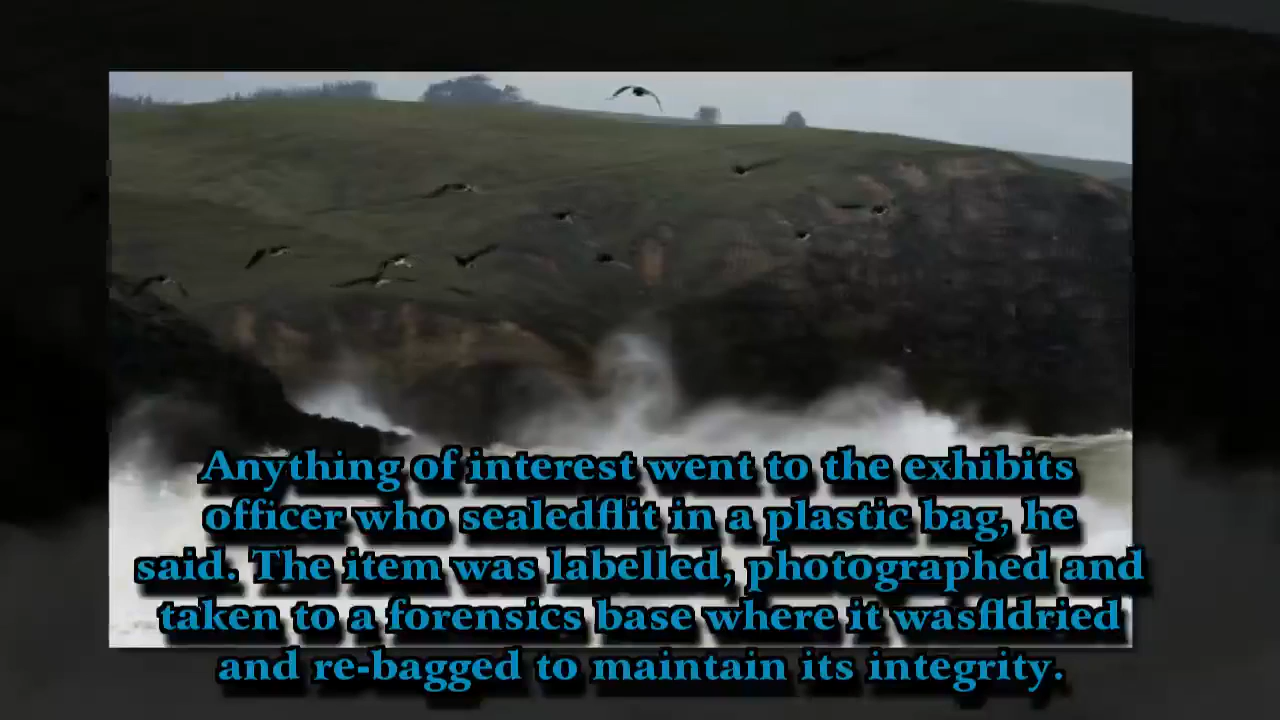 Anything of interest went to the exhibits
officer who sealedflit in a plastic bag, he
said. The item was labelled, photographed and
taken to a forensics base where it wasfldried
and re-bagged to maintain its integrity.